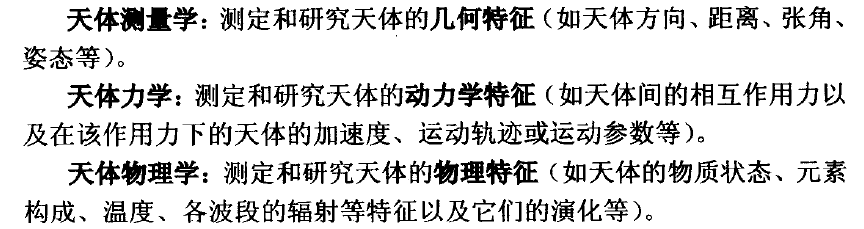 天体测量学：测定和研究天体的几何特征（如天体方向、距离、张角、
姿态等）。
天体力学：测定和研究天体的动力学特征（如天体间的相互作用力以
及在该作用力下的天体的加速度、运动轨迹或运动参数等）。
天体物理学：测定和研究天体的物理特征（如天体的物质状态、元素
构成、温度、各波段的辐射等特征以及它们的演化等）。